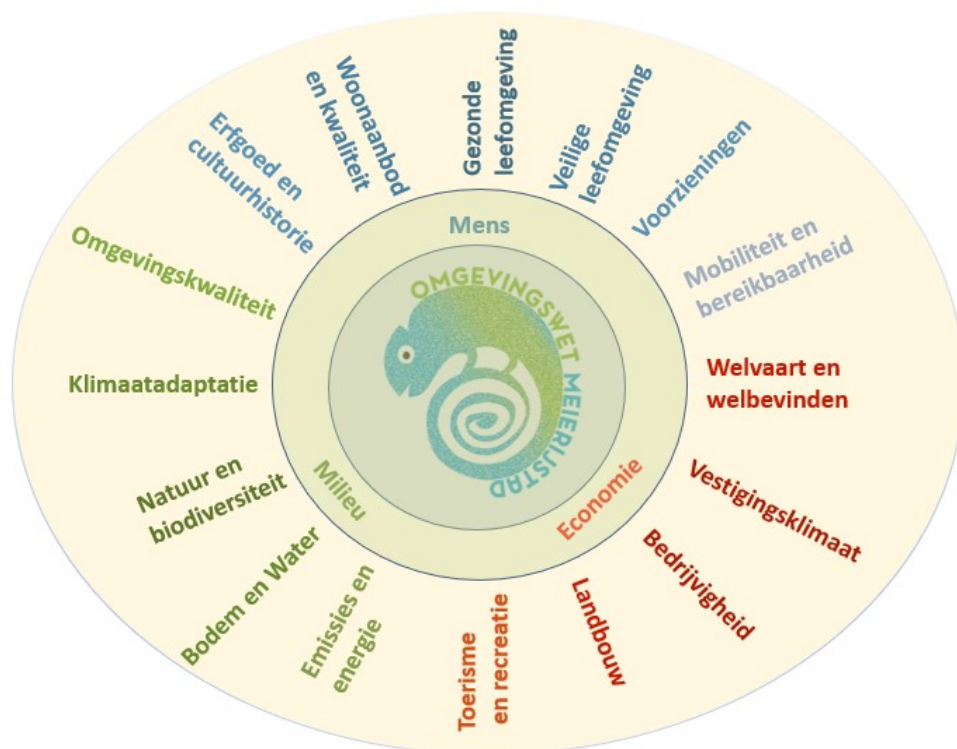 Gezonde
leefomgeving
Veilige
leefomgeving
Voorzieningen
Mobiliteit en
bereikbaarheid
Welvaart en
welbevinden
Vestigingsklimaat
Bedrijvigheid
Landbouw
Toerisme
en recreatie
Emissies en
energie
Bodem en Water
Natuur en
biodiversiteit
Klimaatadaptatie
Omgevingskwaliteit
Erfgoed en
cultuurhistorie
Woonaanbod
en kwaliteit
Mens
Economie
Milieu
OMGEVINGSWET MEIERIJSTAD